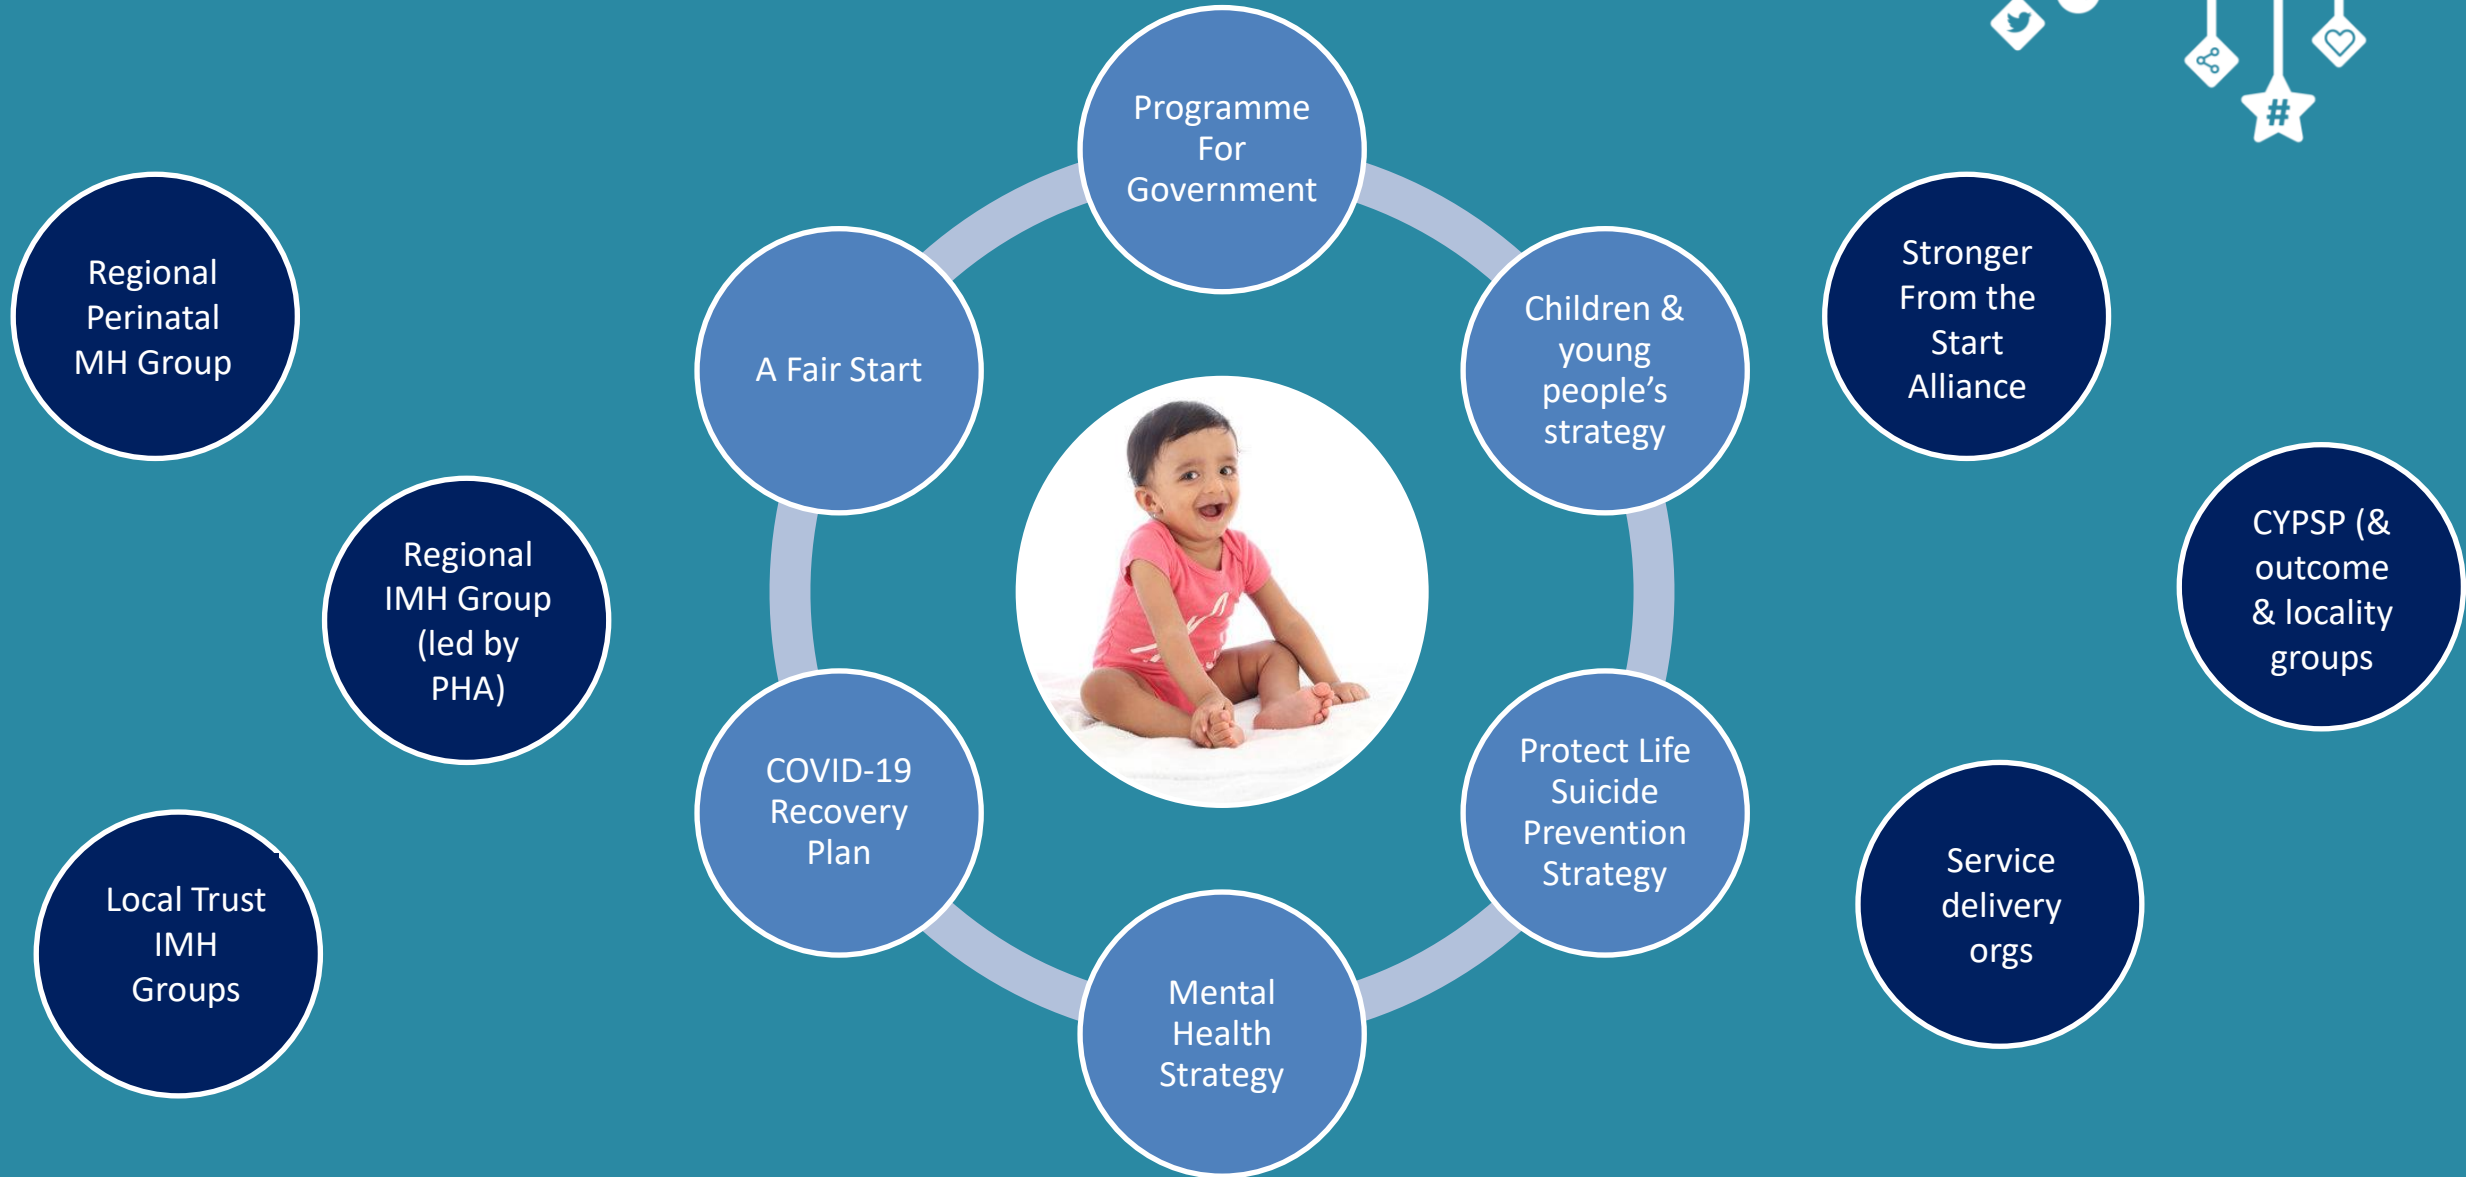 #
Programme
For
Government
Children &
young
people’s
strategy
Protect Life
Suicide
Prevention
Strategy
Mental
Health
Strategy
COVID-19
Recovery
Plan
A Fair Start
Regional
Perinatal
MH Group
Regional
IMH Group
(led by
PHA)
Local Trust
IMH
Groups
Stronger
From the
Start
Alliance
CYPSP (&
outcome
& locality
groups
Service
delivery
orgs